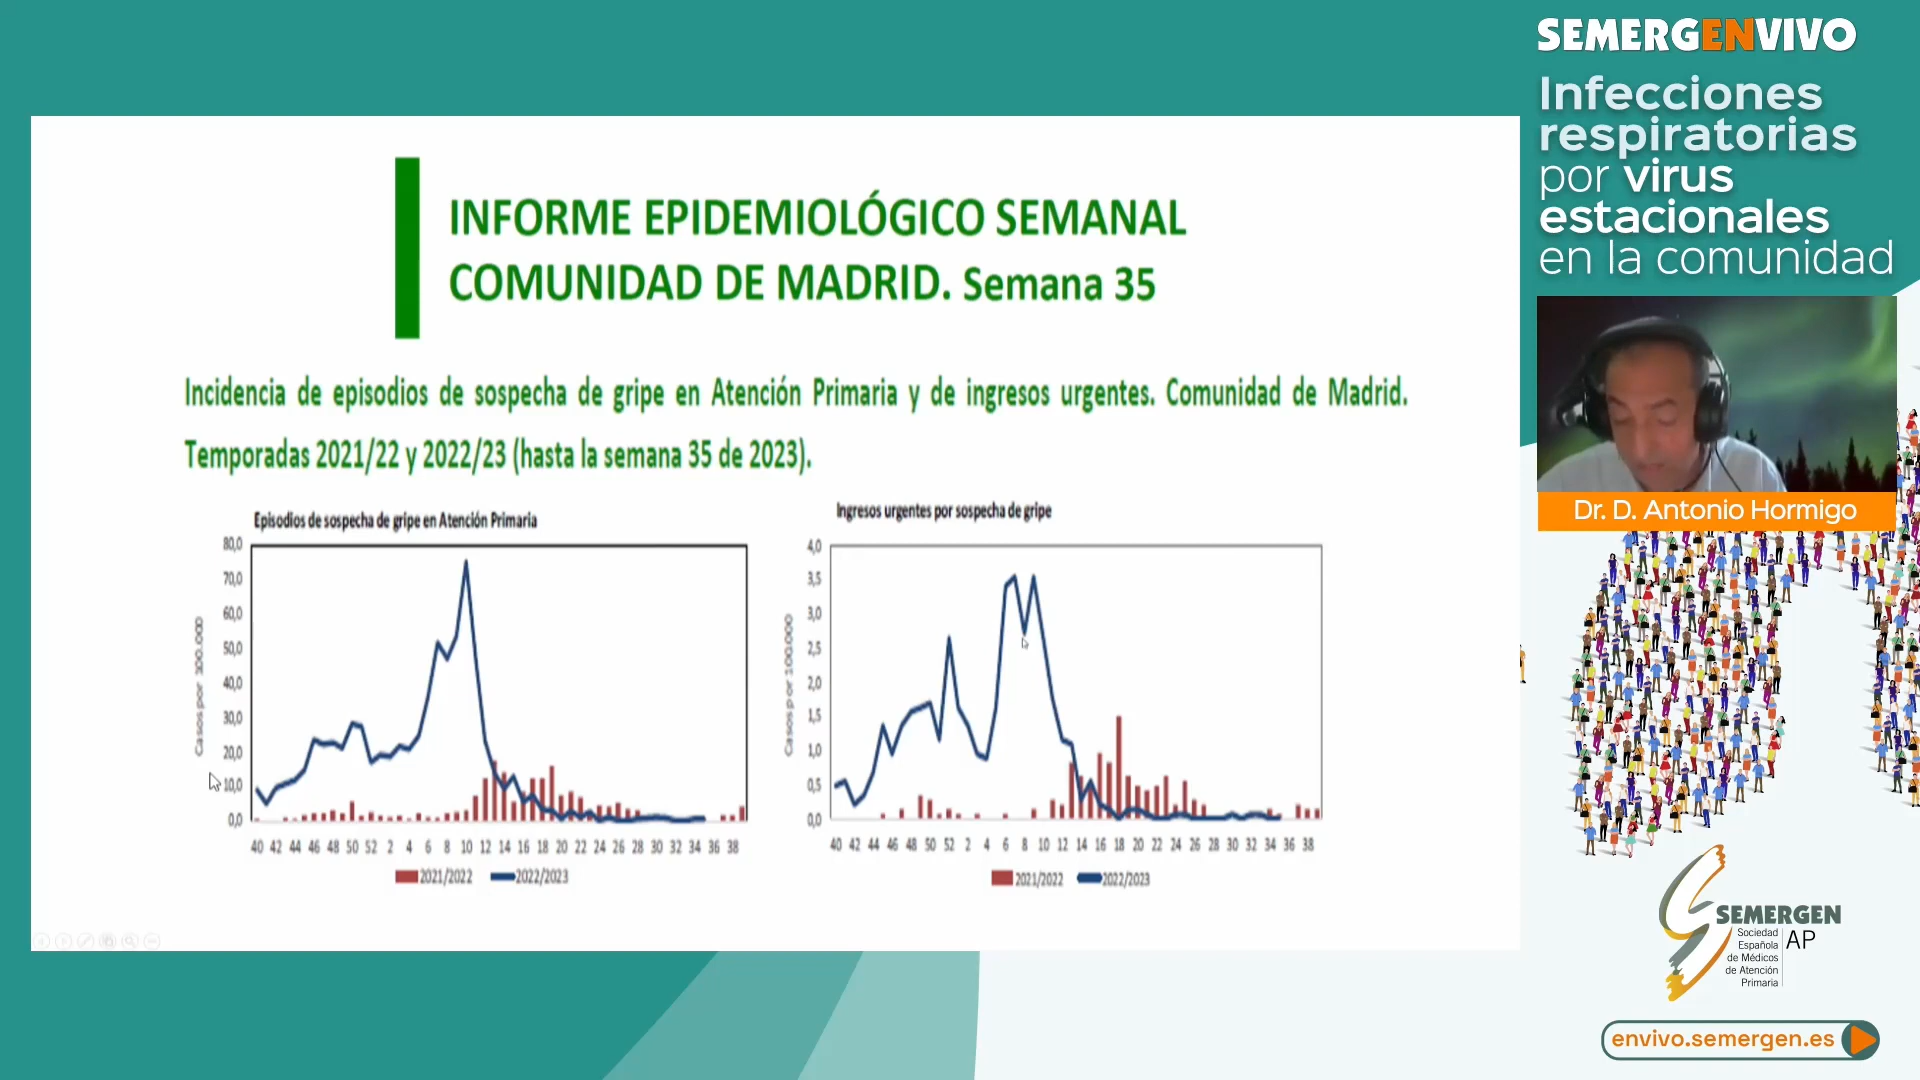 SEMERGENVIVO
Infecciones
respiratorias
por virus
estacionales
en la comunidad
INFORME EPIDEMIOLÓGICO SEMANAL
COMUNIDAD DE MADRID. Semana 35
Incidencia de episodios de sospecha de gripe en Atención Primaria y de ingresos urgentes. Comunidad de Madrid.
Temporadas 2021/22 y 2022/23 (hasta la semana 35 de 2023).
Episodios de sospecha de gripe en Atención Primaria
Casos por 100.000
80,0
70,0
60,0
50,0
40,0
30,0
20,0
10,0
0,0
40 42 44 46 48 50 52 2 4 6 8 10 12 14 16 18 20 22 24 26 28 30 32 34 36 38
2021/2022 2022/2023
Ingresos urgentes por sospecha de gripe
Casos por 100.000
4,0
3,5
3,0
2,5
2,0
1,5
1,0
0,5
0,0
40 42 44 46 48 50 52 2 4 6 8 10 12 14 16 18 20 22 24 26 28 30 32 34 36 38
2021/2022 2022/2023
Dr. D. Antonio Hormigo
SEMERGEN
Sociedad
Española
de Médicos
de Atención
Primaria
AP
envivo.semergen.es